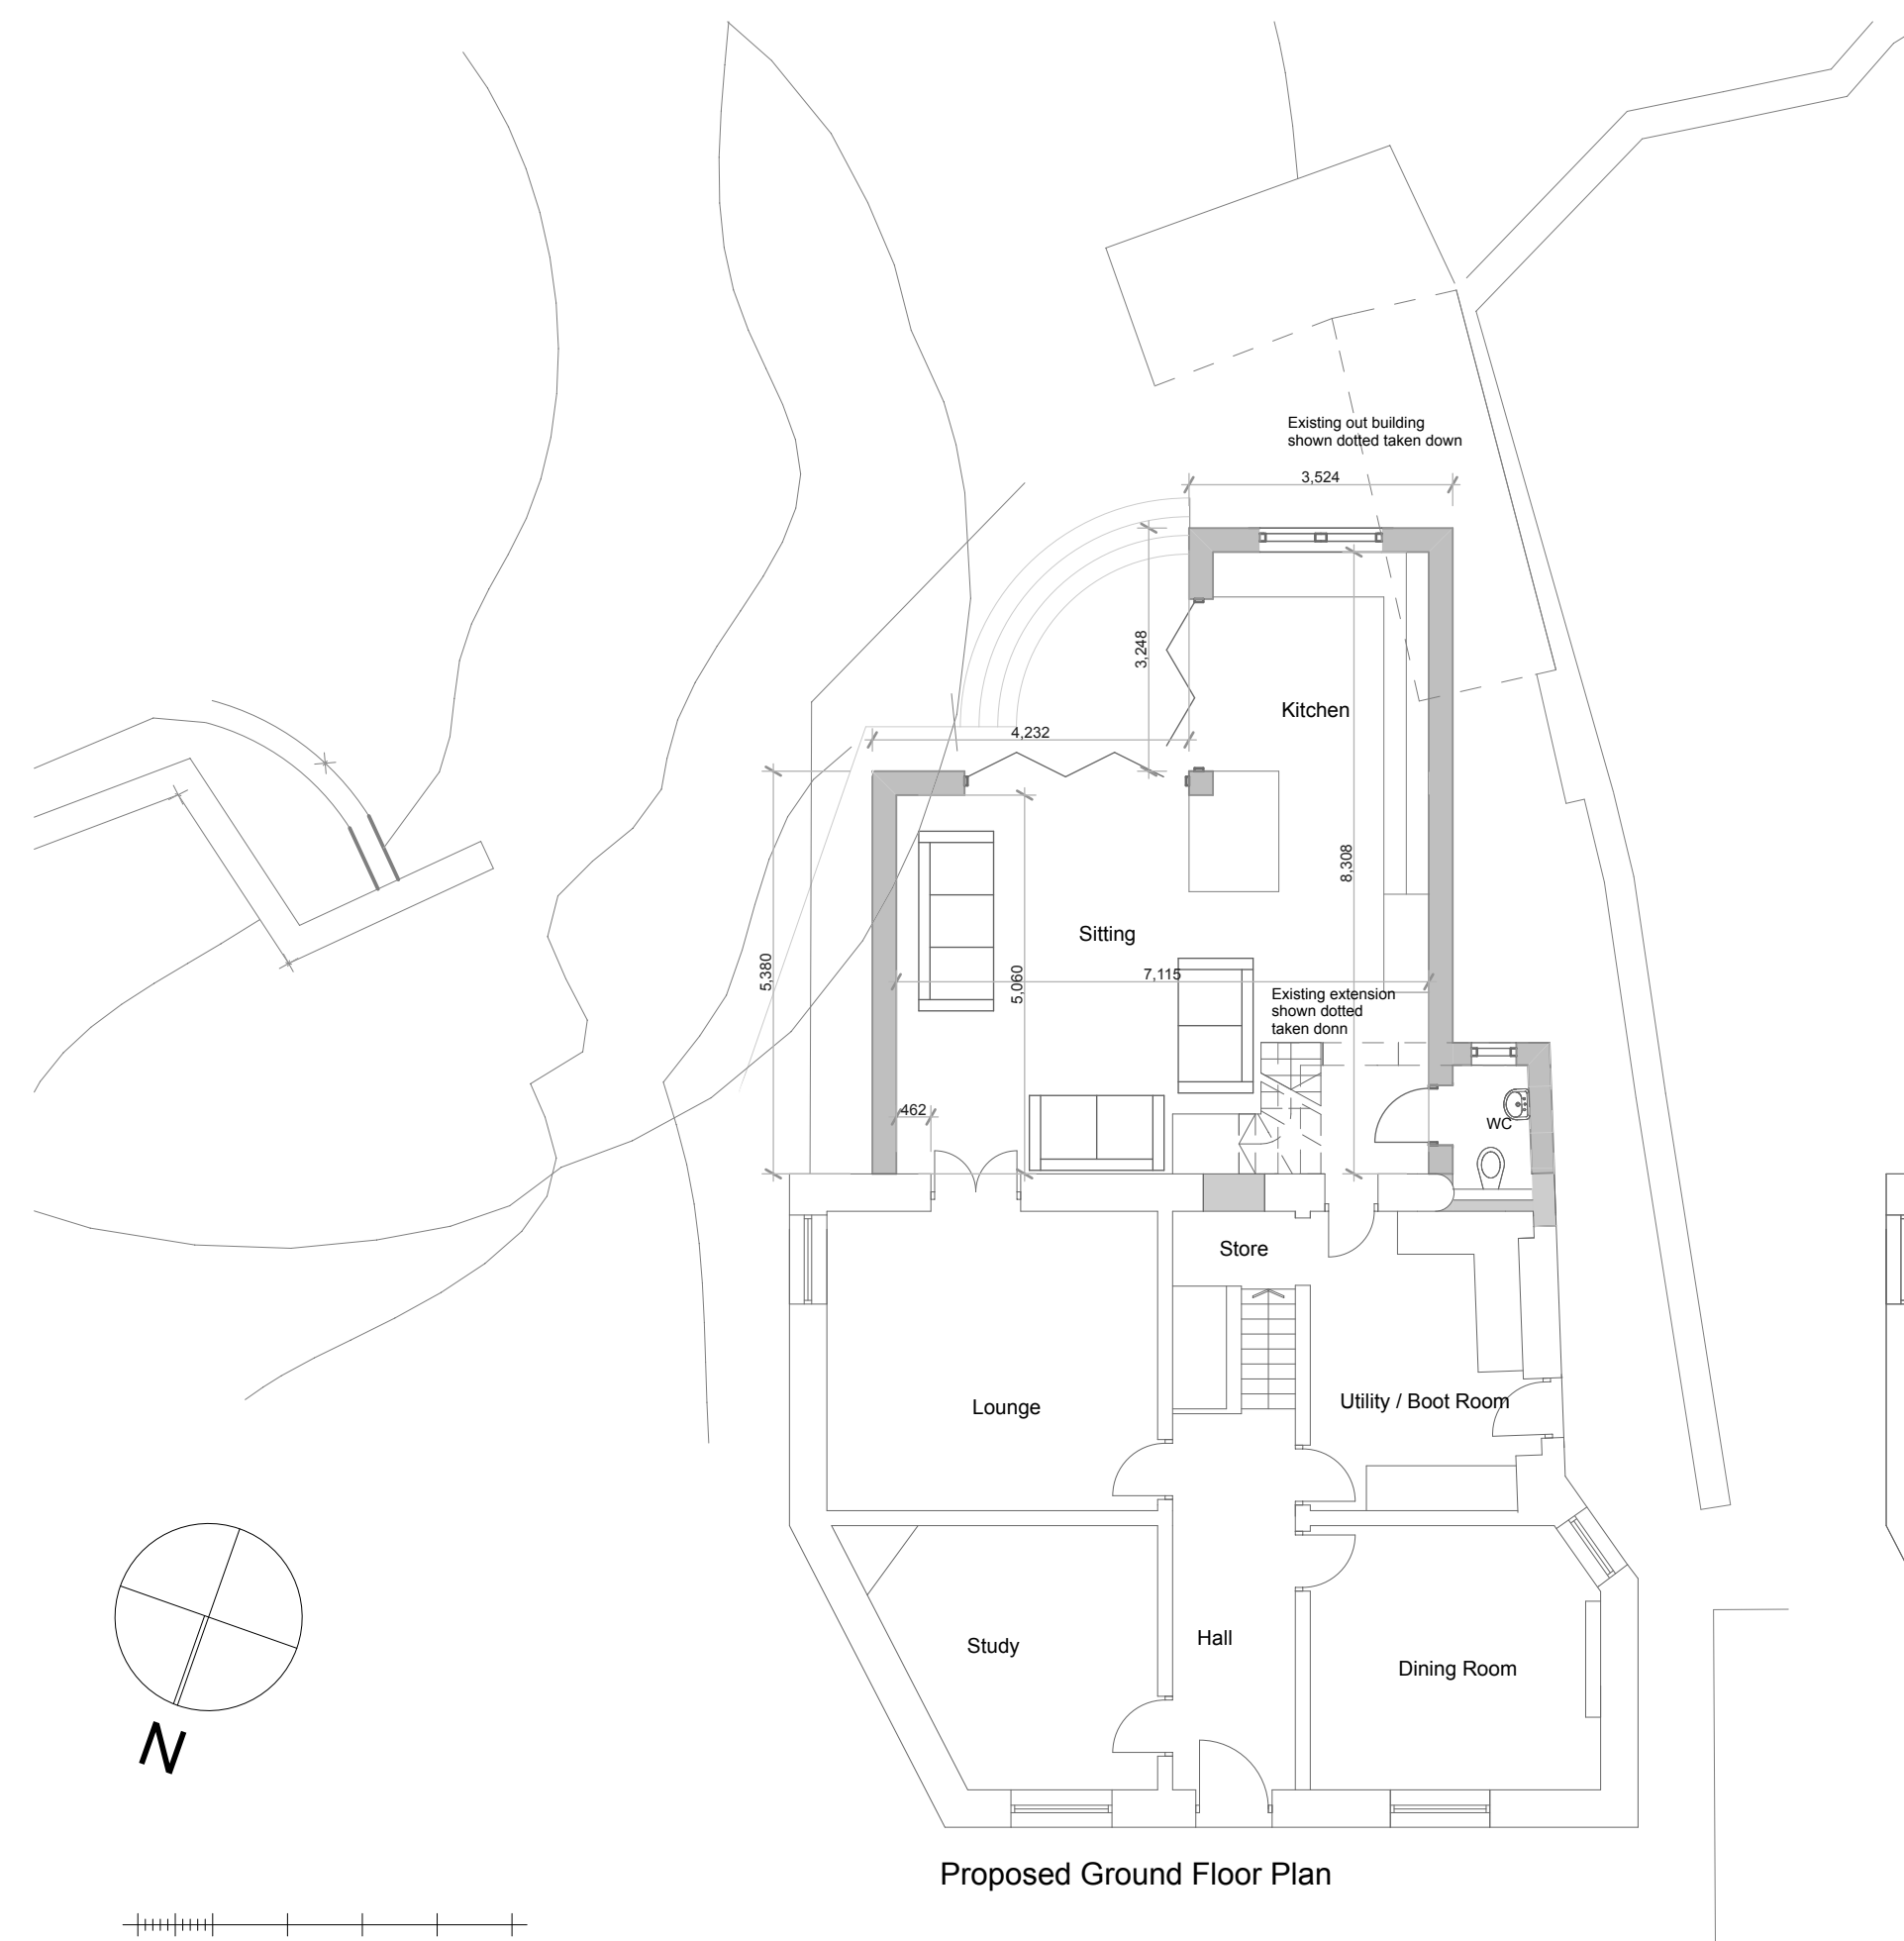 Existing out building
shown dotted taken down
3,524
3,248
Kitchen
4,232
8,308
Sitting
5,380
5,060
7,115
Existing extension
shown dotted
taken donn
462
WC
Store
Lounge
Utility / Boot Room
Study
Hall
Dining Room
N
Proposed Ground Floor Plan